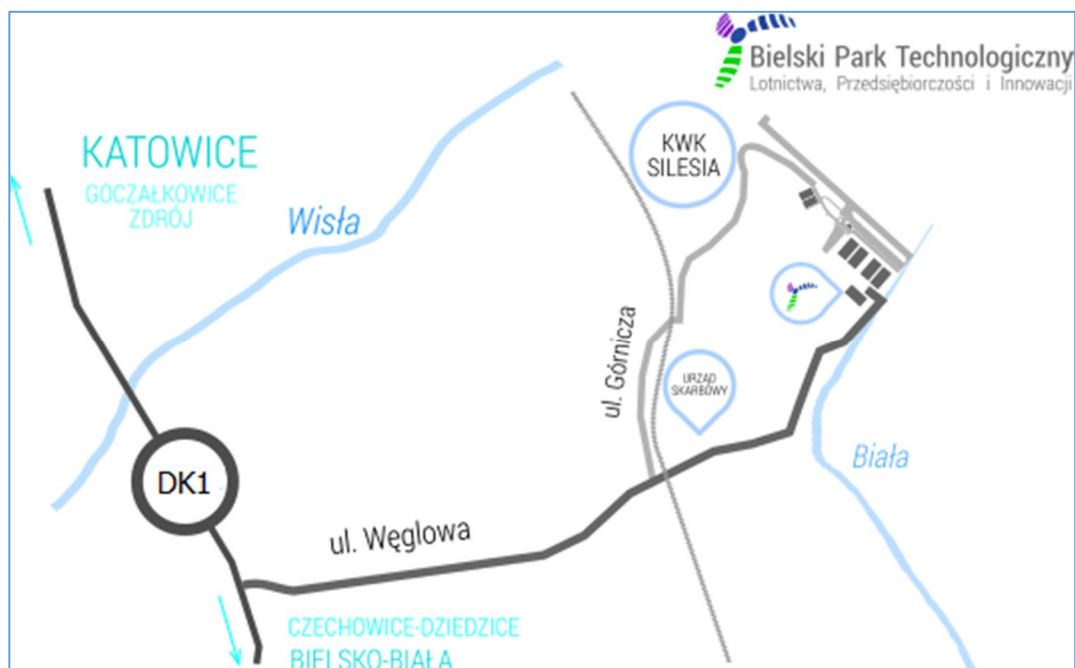 Bielski Park Technologiczny
Lotnictwa, Przedsiębiorczości i Innowacji
KATOWICE
GOCZAŁKOWICE
ZDRÓJ
Wisła
KWK
SILESIA
ul. Górnicza
URZĄD
SKARBOWY
Biała
DK1
ul. Węglowa
CZECHOWICE-DZIEDZICE
BIELSKO-BIAŁA